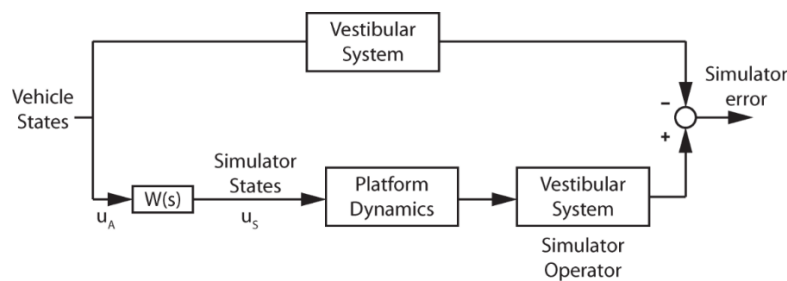 Vestibular
System
Vehicle
States
Simulator
error
−
+
Simulator
States
u_A
W(s)
u_S
Platform
Dynamics
Vestibular
System
Simulator
Operator